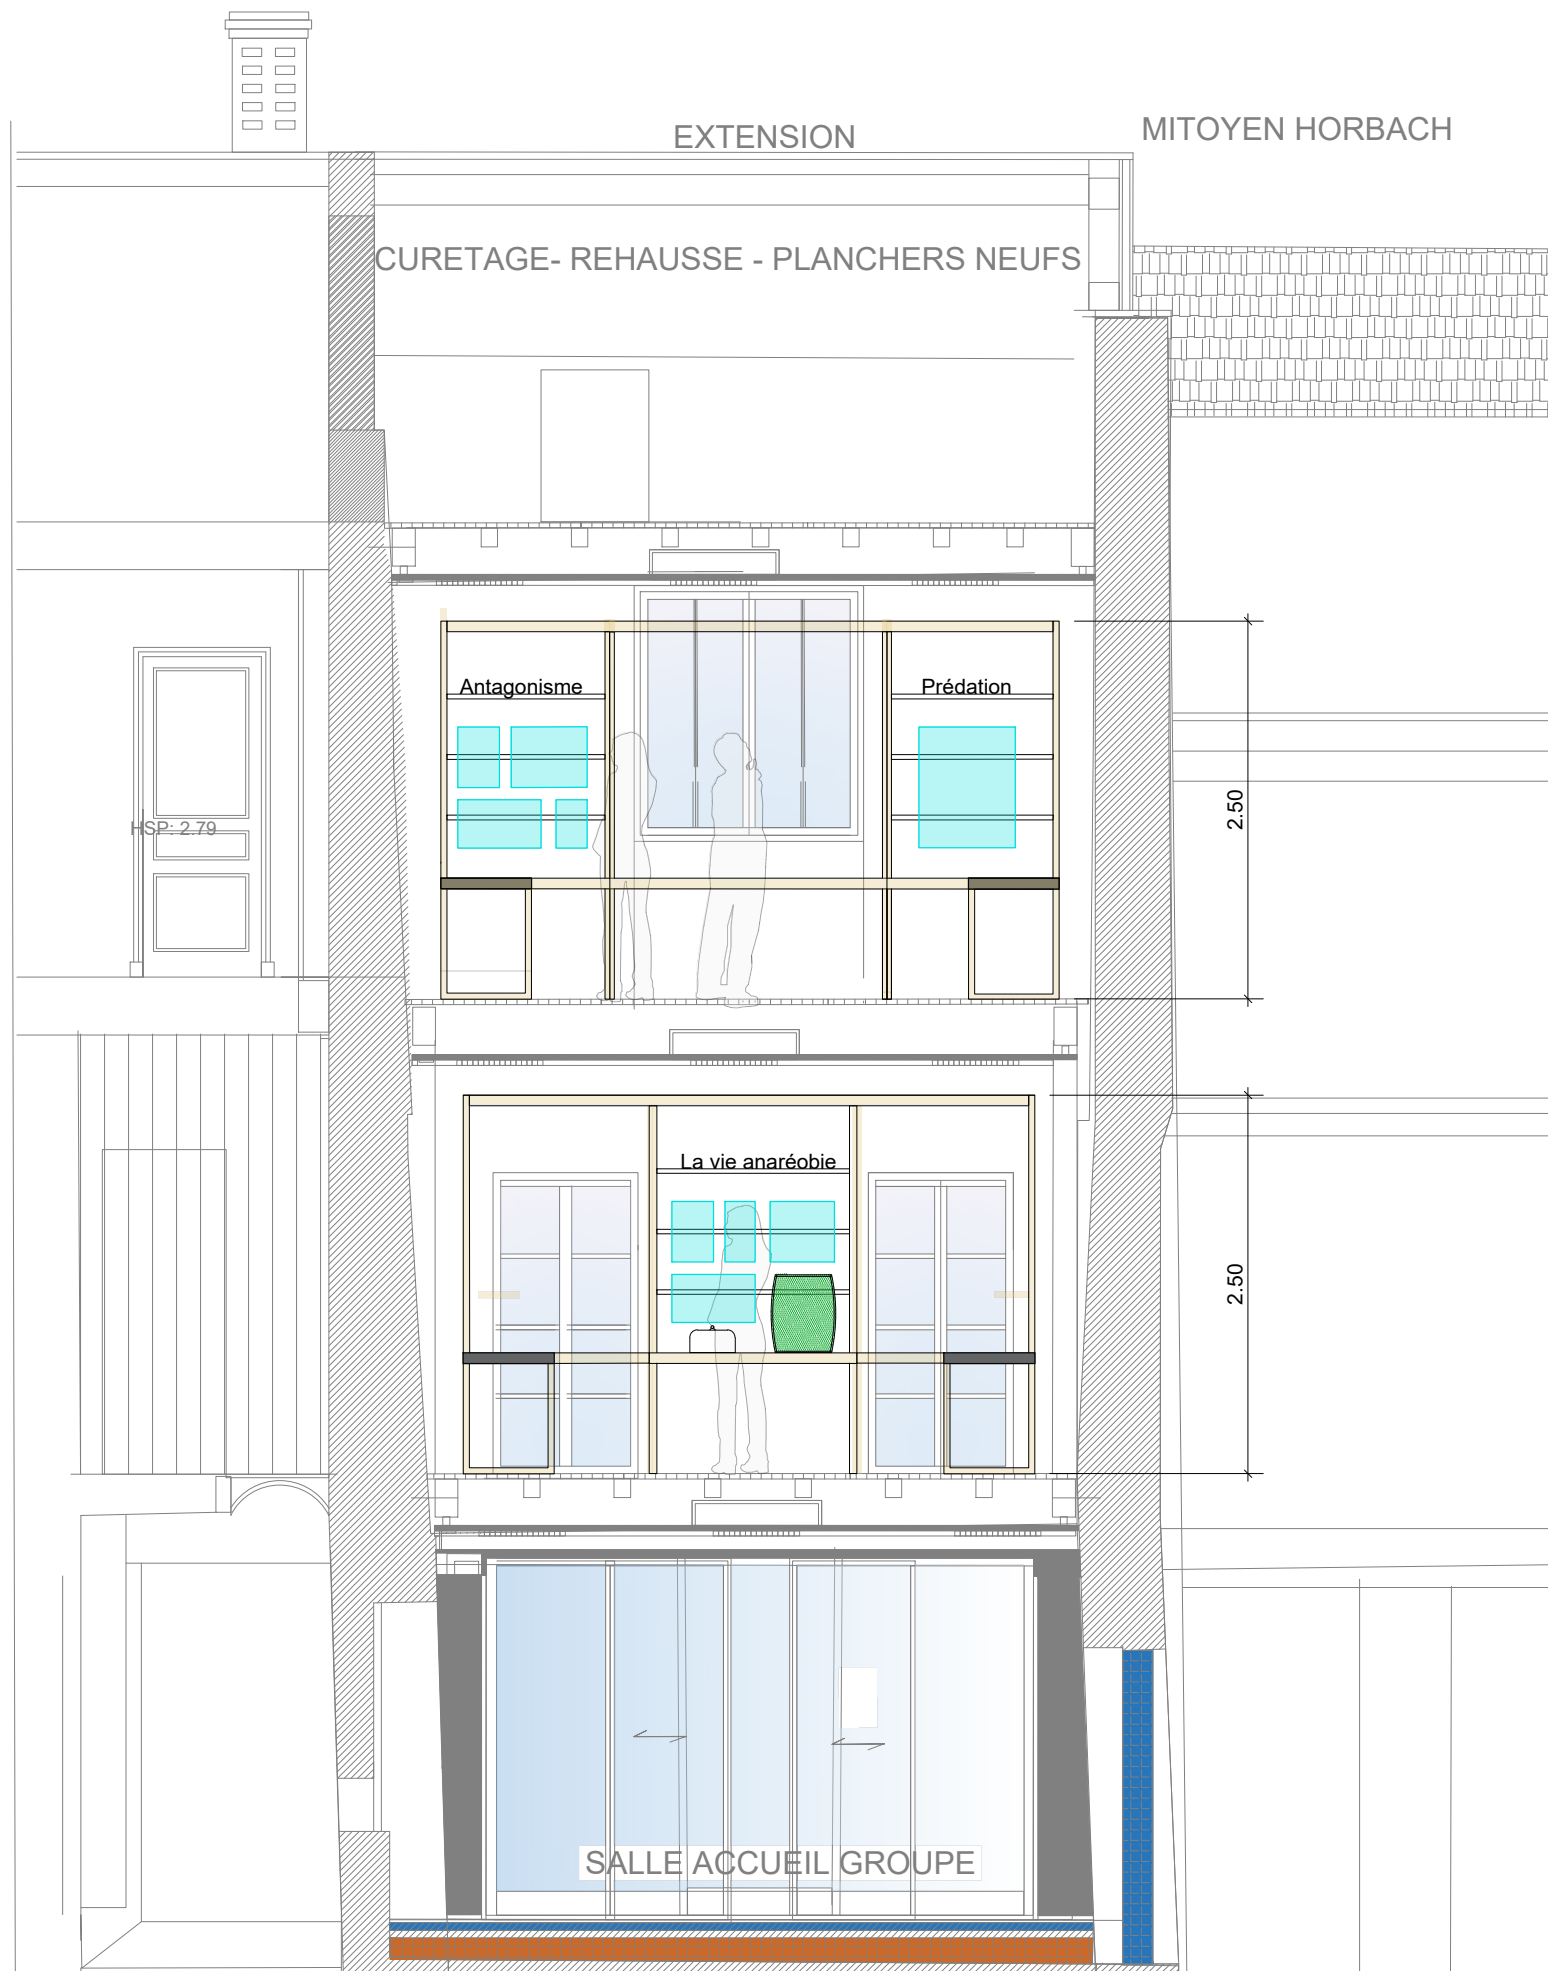 EXTENSION
MITOYEN HORBACH
CURETAGE- REHAUSSE - PLANCHERS NEUFS
Antagonisme
Prédation
2.50
HSP: 2.79
La vie anaréobie
2.50
SALLE ACCUEIL GROUPE